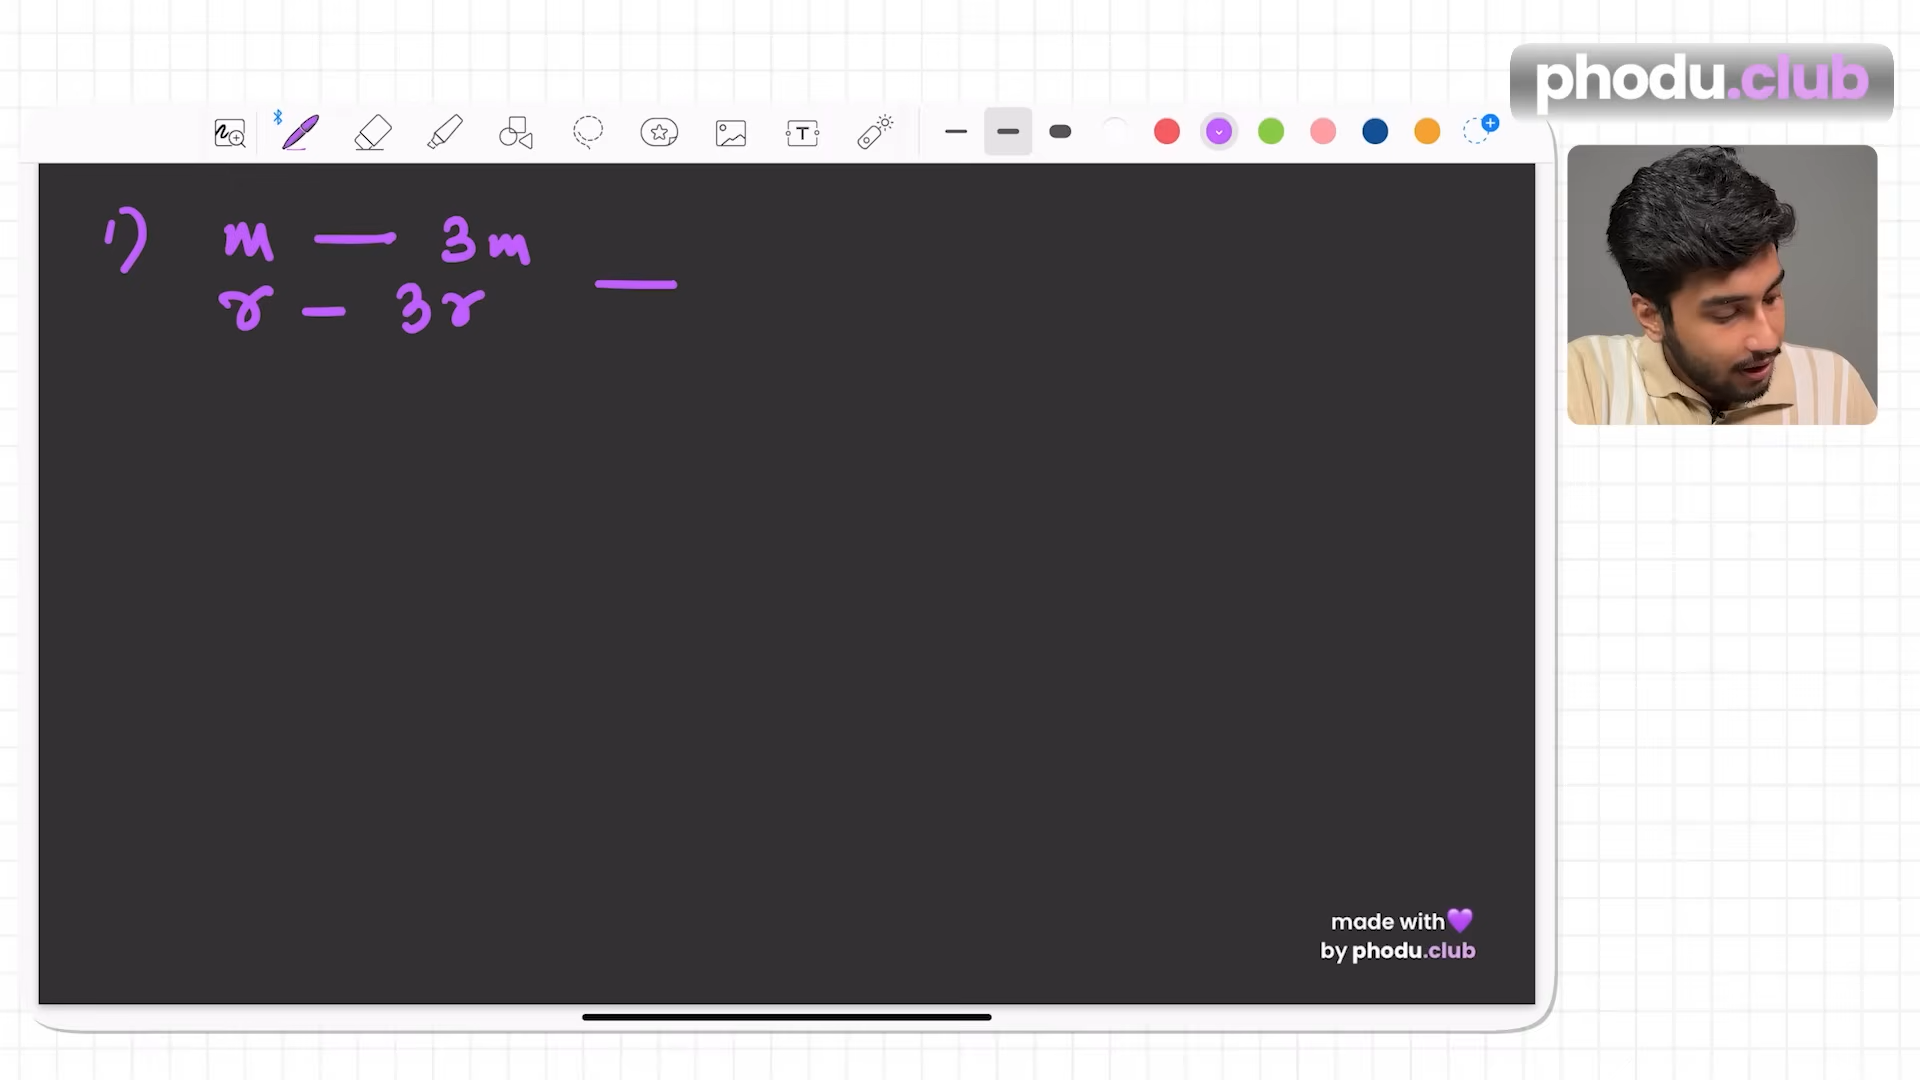 phodu.club
T
1) m — 3m
r — 3r —
made with💜
by phodu.club